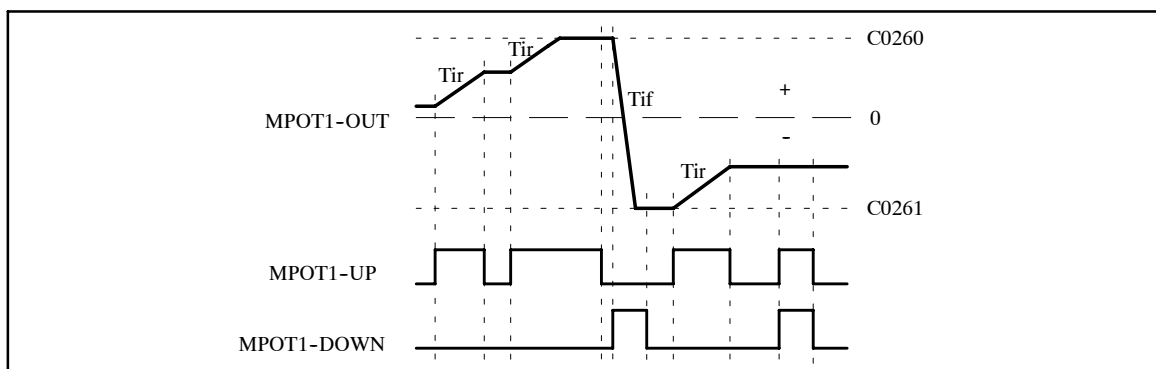 C0260
Tir
Tir
+
Tif
MPOT1-OUT
0
-
Tir
C0261
MPOT1-UP
MPOT1-DOWN